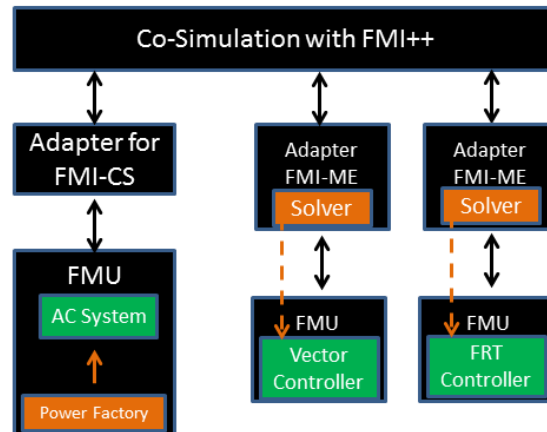 Co-Simulation with FMI++
Adapter for
FMI-CS
Adapter
FMI-ME
Solver
Adapter
FMI-ME
Solver
FMU
AC System
Power Factory
FMU
Vector
Controller
FMU
FRT
Controller